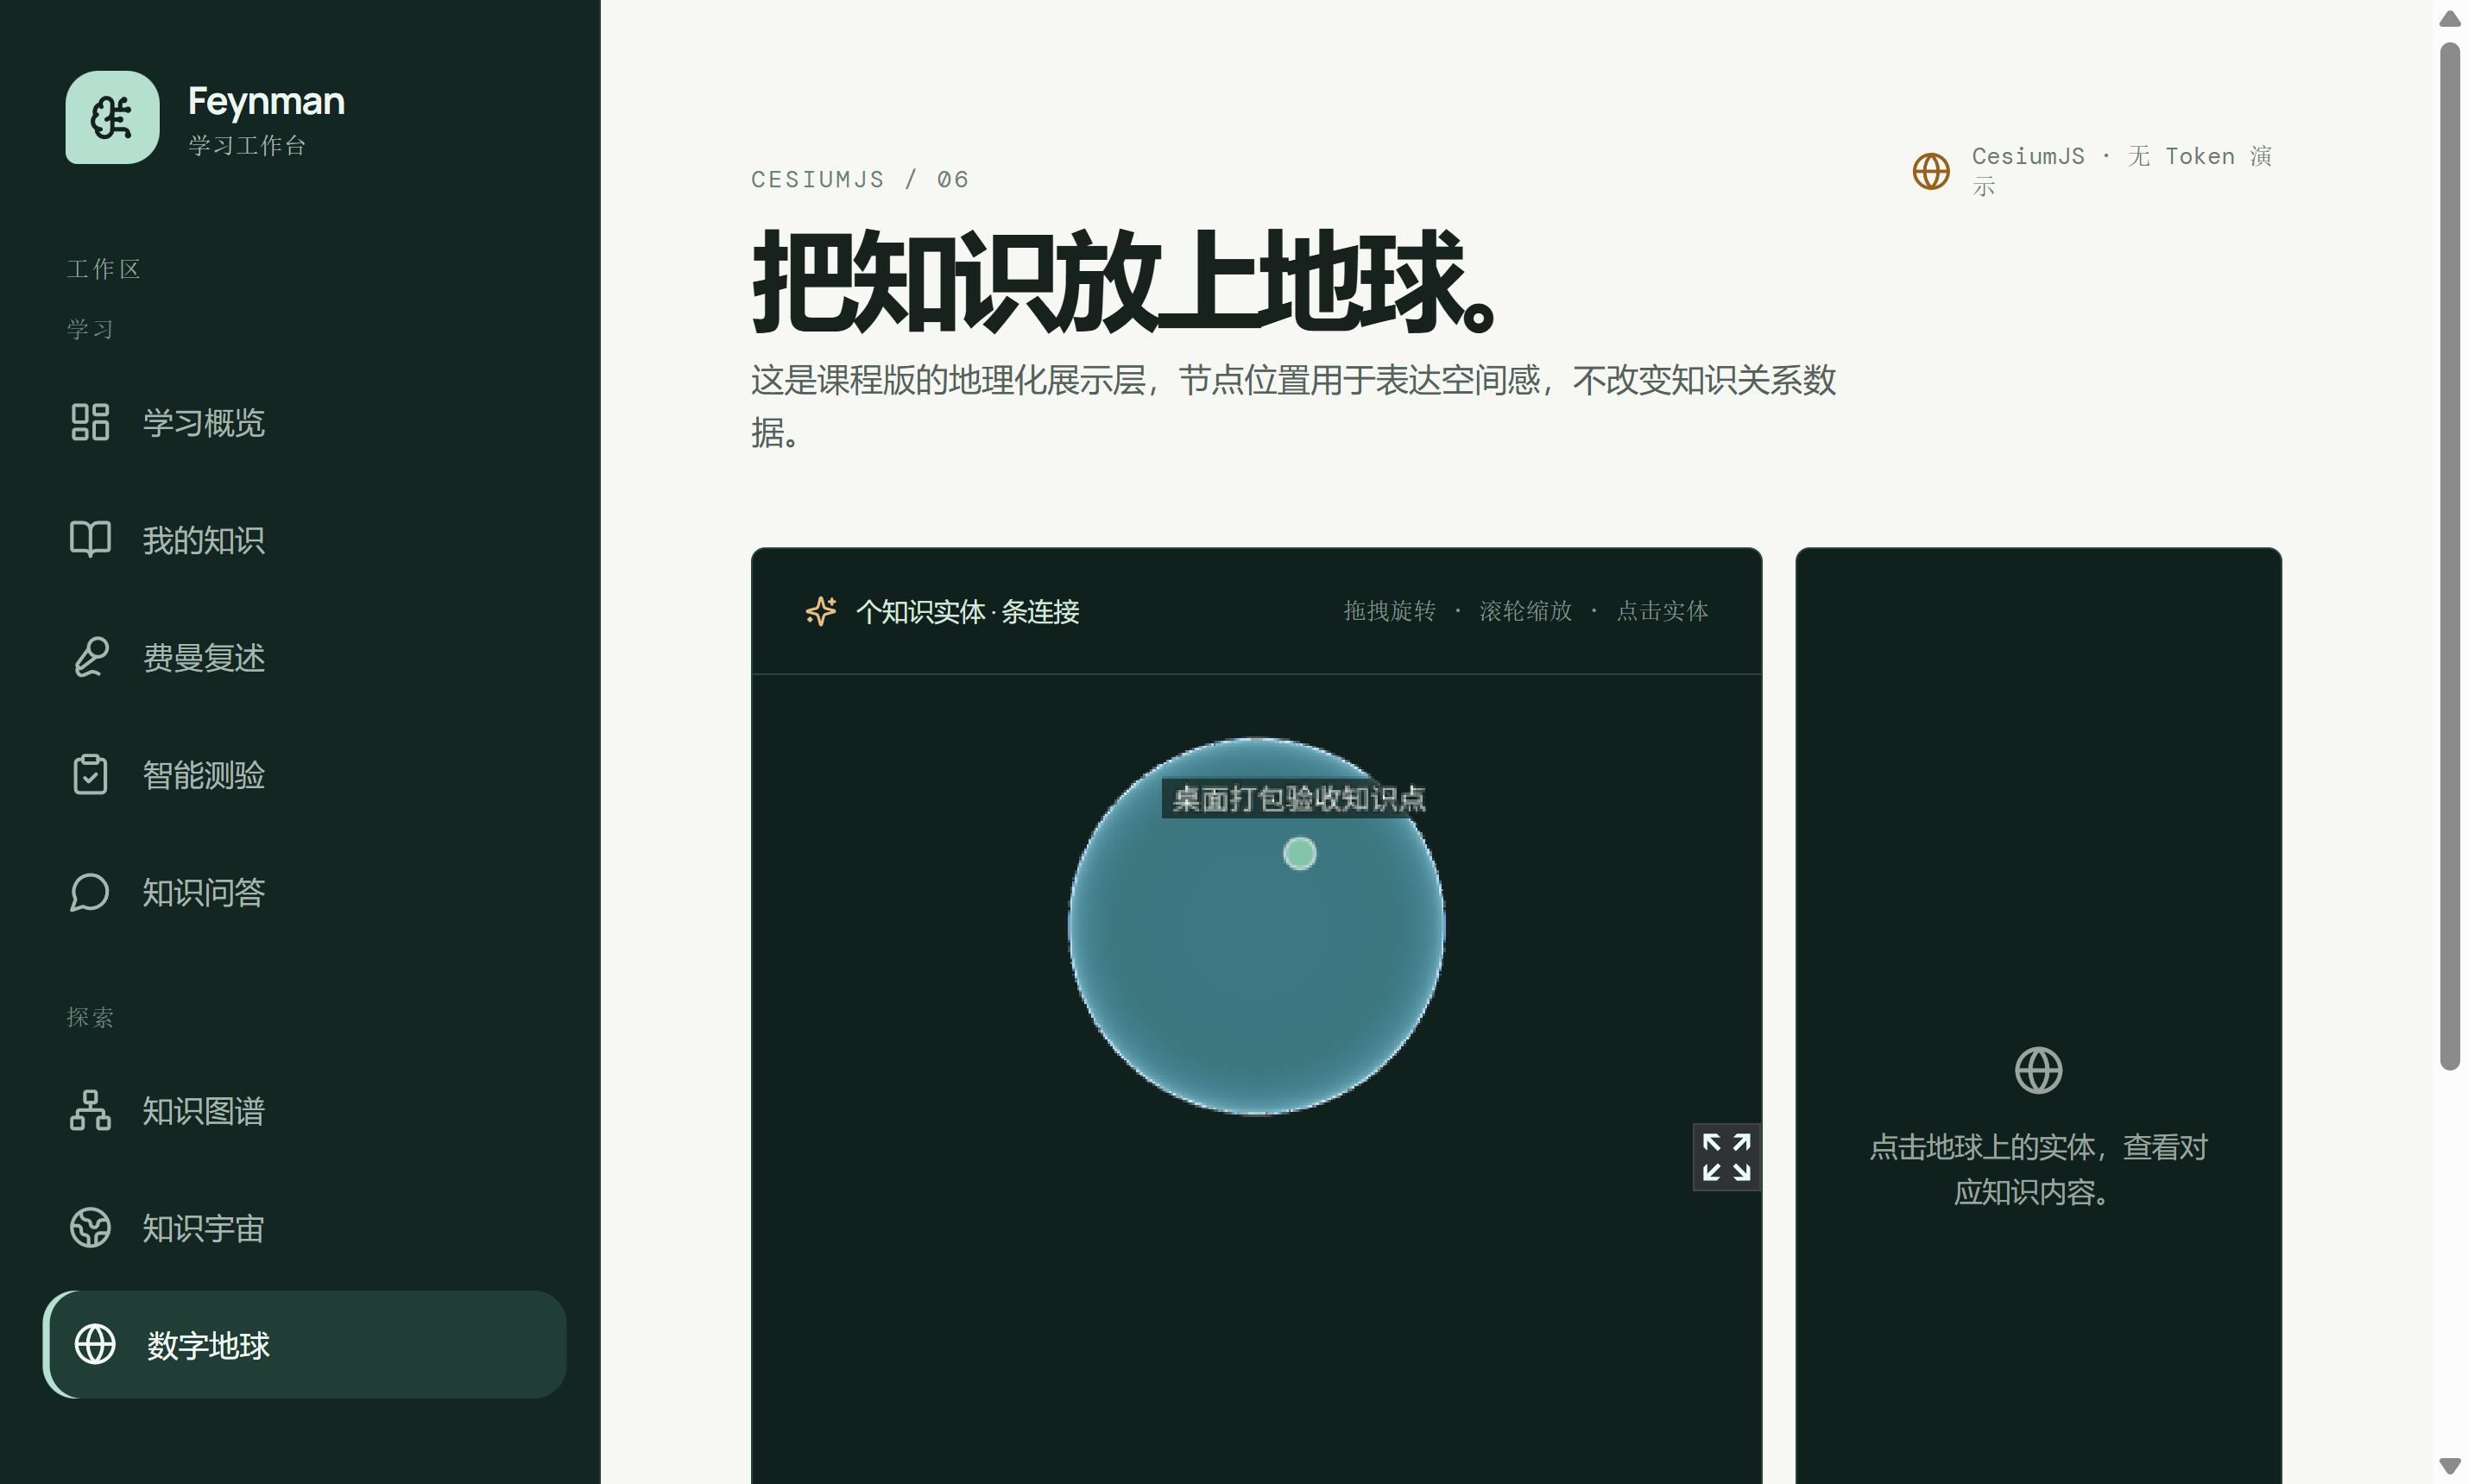 Feynman
学习工作台
工作区
学习
学习概览
我的知识
费曼复述
智能测验
知识问答
探索
知识图谱
知识宇宙
数字地球
CESIUMJS / 06
CesiumJS · 无 Token 演
示
把知识放上地球。
这是课程版的地理化展示层，节点位置用于表达空间感，不改变知识关系数
据。
个知识实体 · 条连接
拖拽旋转 · 滚轮缩放 · 点击实体
桌面打包验收知识点
点击地球上的实体，查看对
应知识内容。